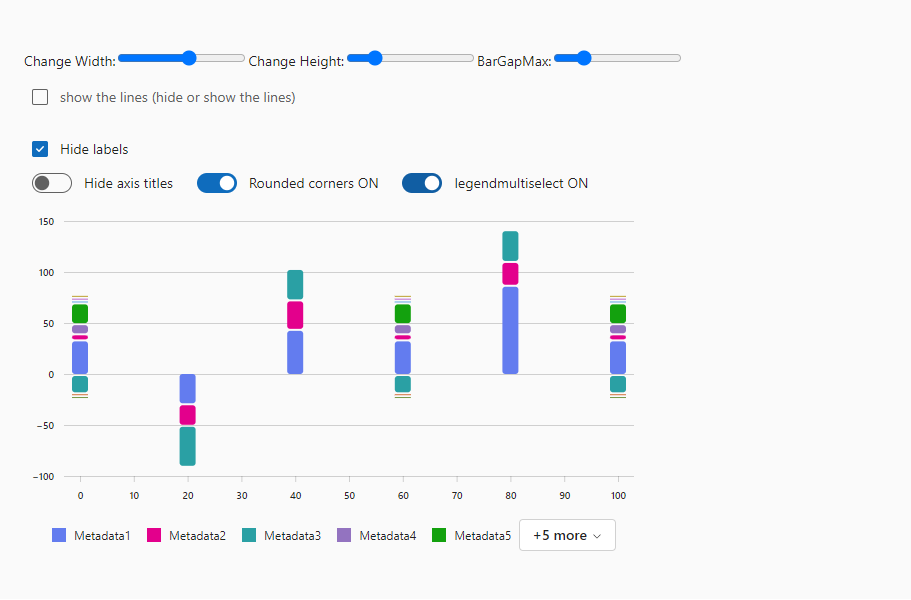 Change Width: Change Height: BarGapMax:
show the lines (hide or show the lines)
Hide labels
Hide axis titles Rounded corners ON legendmultiselect ON
150
100
50
0
−50
−100
0 10 20 30 40 50 60 70 80 90 100
Metadata1 Metadata2 Metadata3 Metadata4 Metadata5 +5 more